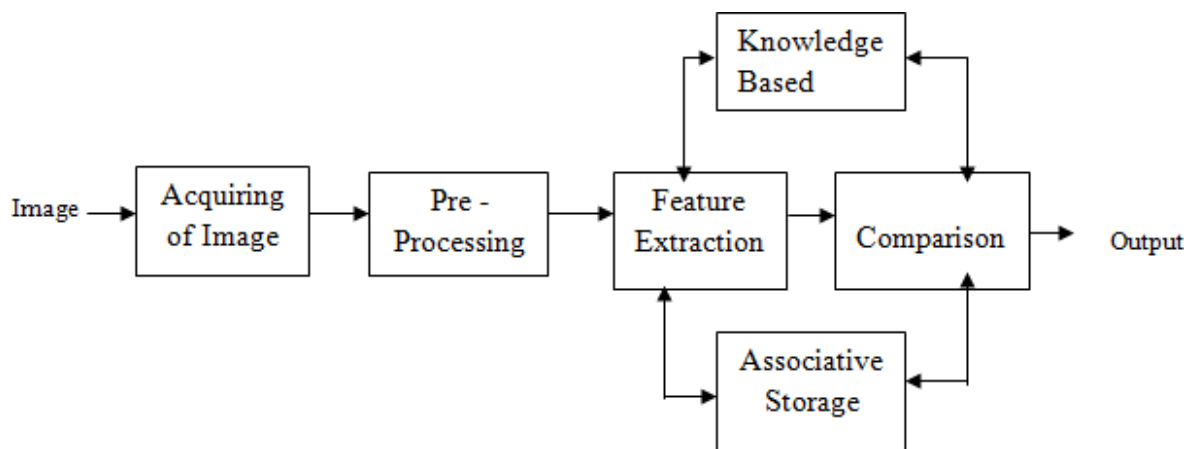 Knowledge
Based
Image
Acquiring
of Image
Pre -
Processing
Feature
Extraction
Comparison
Output
Associative
Storage